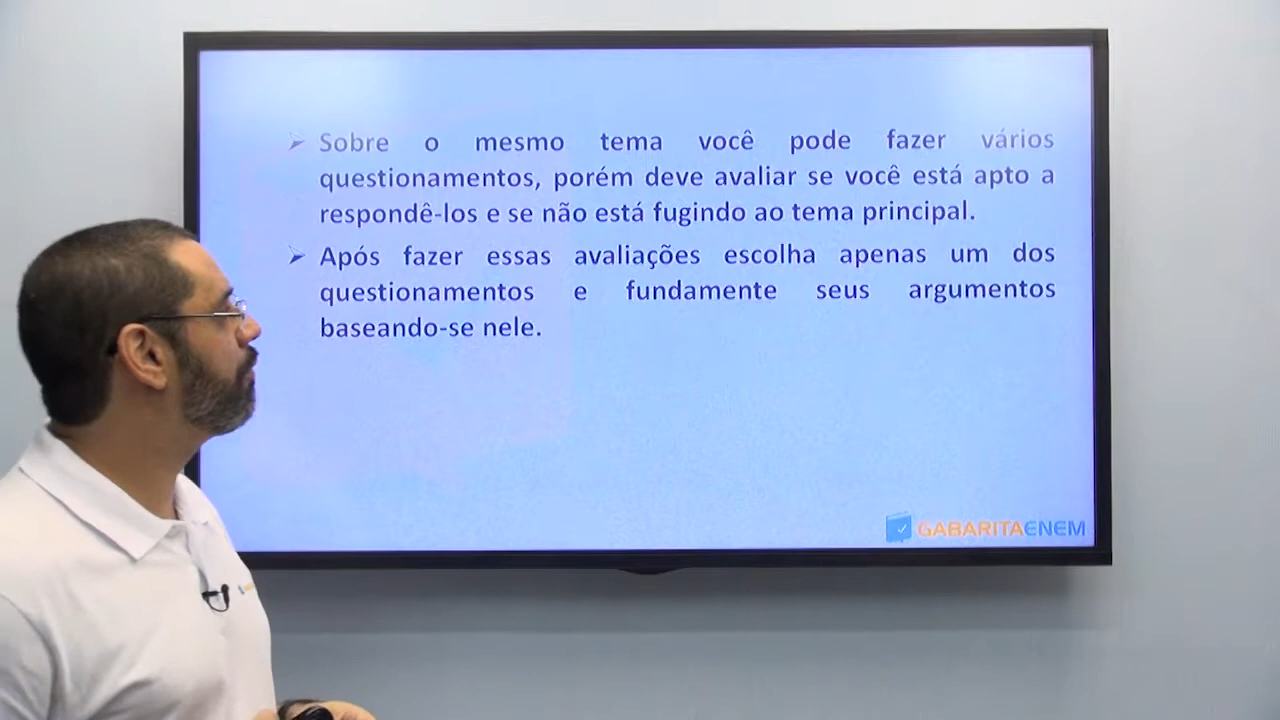 Sobre o mesmo tema você pode fazer vários
questionamentos, porém deve avaliar se você está apto a
respondê-los e se não está fugindo ao tema principal.
Após fazer essas avaliações escolha apenas um dos
questionamentos e fundamente seus argumentos
baseando-se nele.
GABARITAENEM